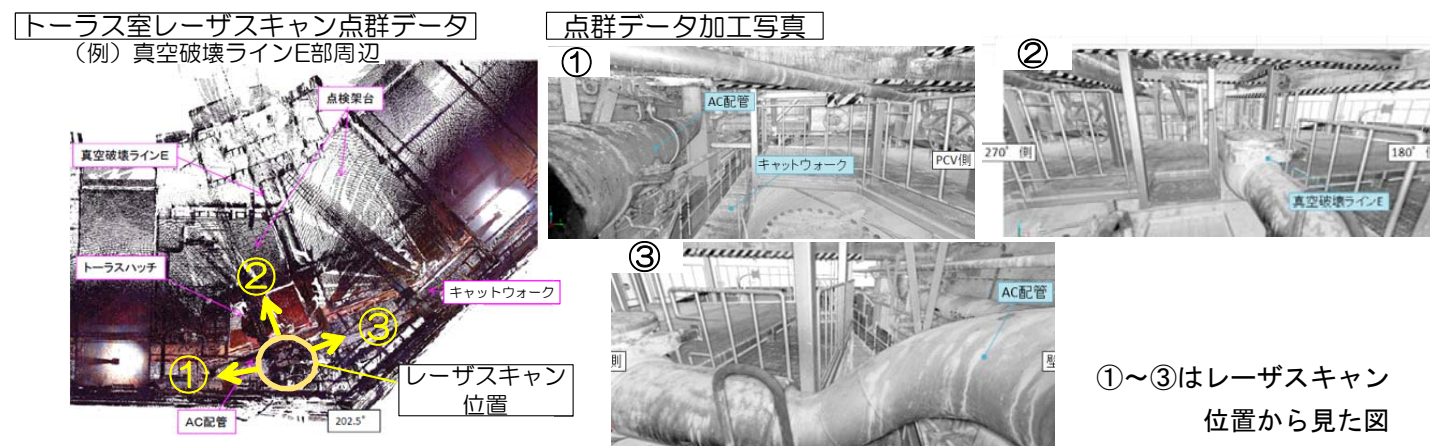 トーラス室レーザスキャン点群データ
（例）真空破壊ラインE部周辺
点検架台
真空破壊ラインE
トーラスハッチ
キャットウォーク
②
③
①
レーザスキャン
位置
AC配管
202.5°
点群データ加工写真
①
AC配管
キャットウォーク
PCV側
②
270° 側
180°
真空破壊ラインE
③
AC配管
側
①～③はレーザスキャン
位置から見た図